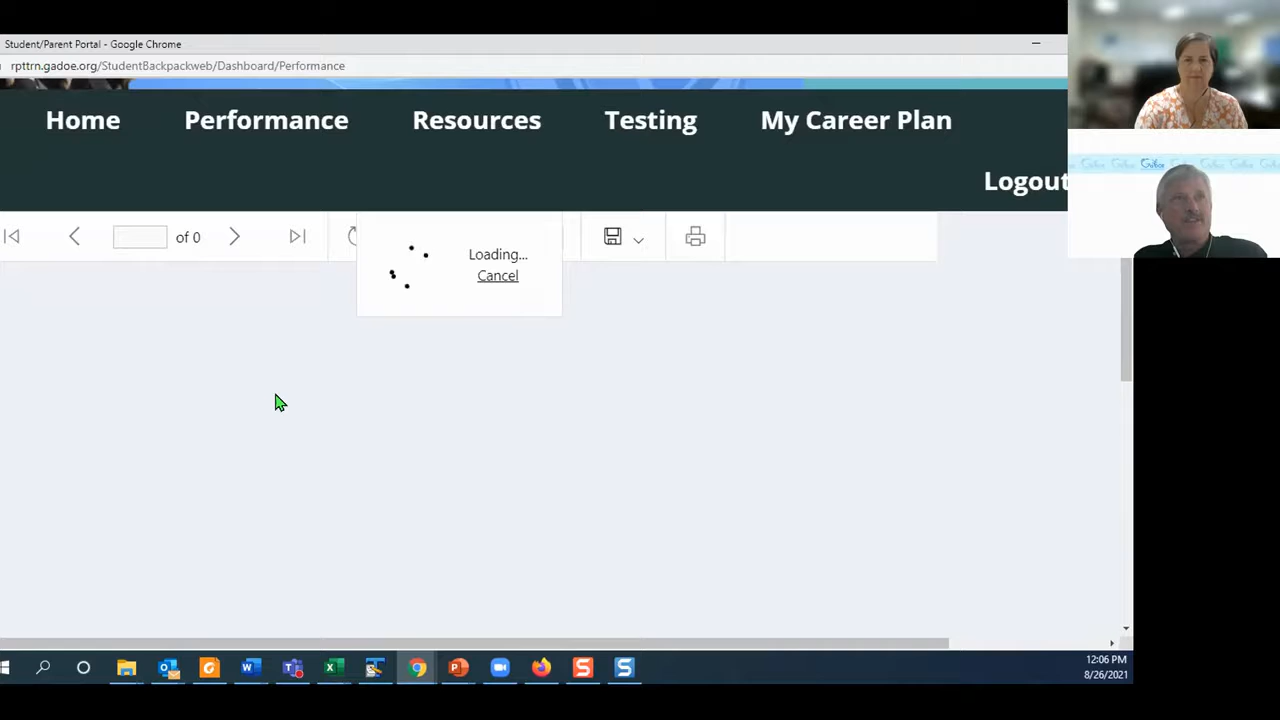 Student/Parent Portal - Google Chrome
rpttrn.gadoe.org/StudentBackpackweb/Dashboard/Performance
Home Performance Resources Testing My Career Plan
Logout
of 0
Loading...
Cancel
12:06 PM
8/26/2021